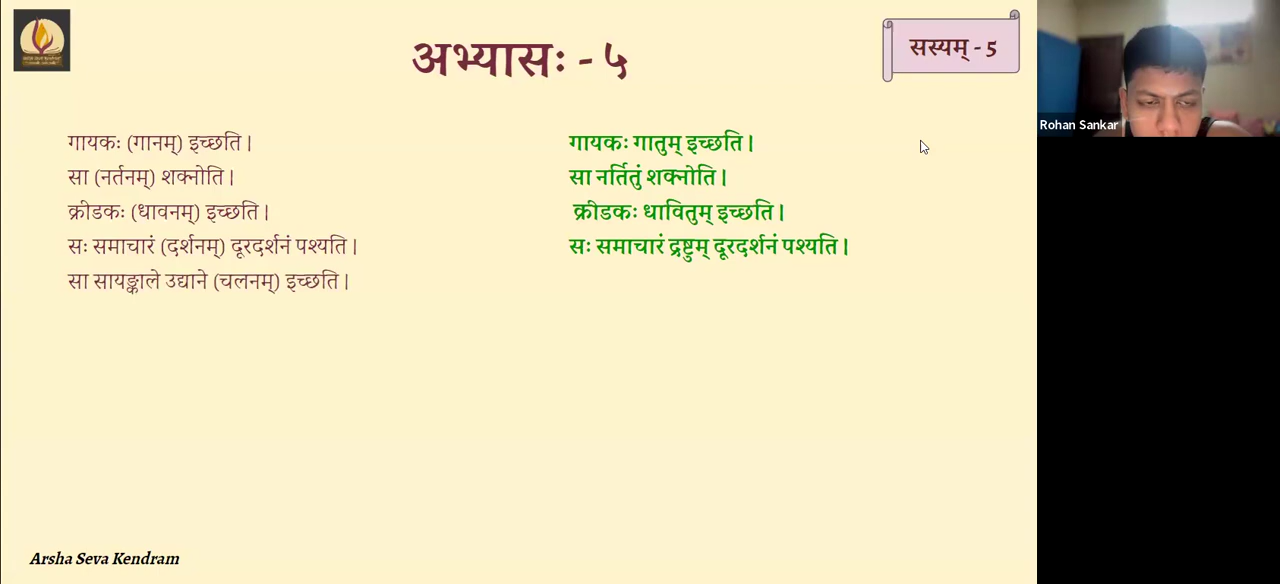 अभ्यासः - ५
सस्यम् - 5
Rohan Sankar
गायकः (गानम्) इच्छति ।
सा (नर्तनम्) शक्नोति ।
क्रीडकः (धावनम्) इच्छति ।
सः समाचारं (दर्शनम्) दूरदर्शनं पश्यति ।
सा सायङ्काले उद्याने (चलनम्) इच्छति ।
गायकः गातुम् इच्छति ।
सा नर्तितुं शक्नोति ।
क्रीडकः धावितुम् इच्छति ।
सः समाचारं द्रष्टुम् दूरदर्शनं पश्यति ।
Arsha Seva Kendram